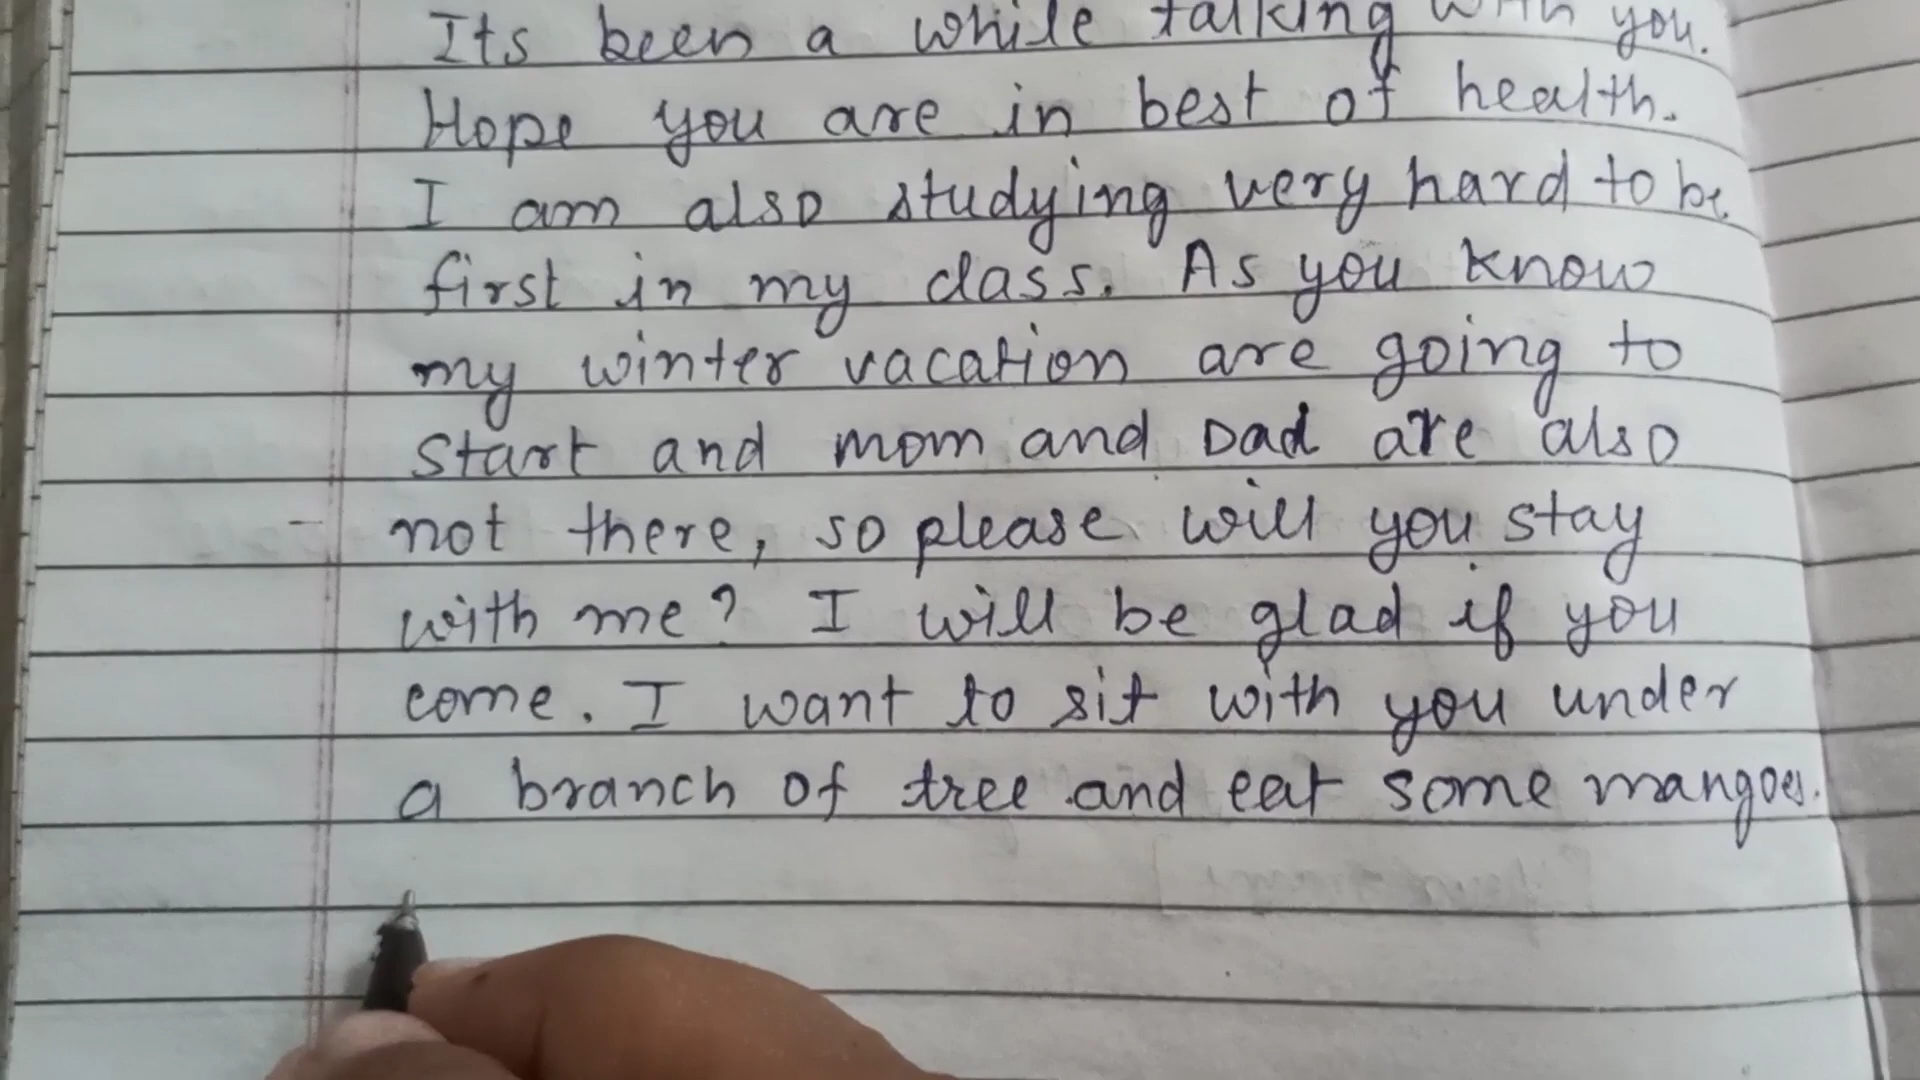 Its been a while talking with you.
Hope you are in best of health.
I am also studying very hard to be
first in my class. As you know
my winter vacation are going to
start and mom and Dad are also
not there, so please will you stay
with me? I will be glad if you
come. I want to sit with you under
a branch of tree and eat some mangoes.